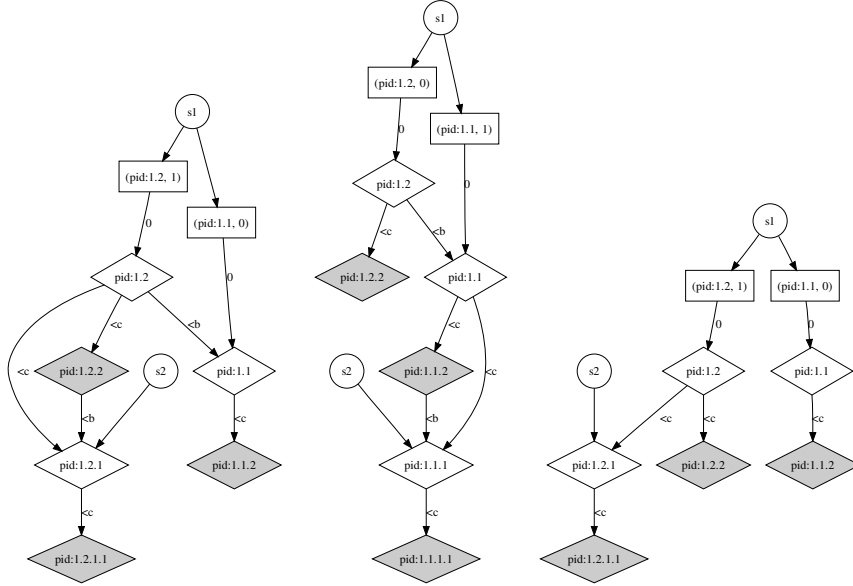 s1
(pid:1.2, 1)
(pid:1.1, 0)
0
0
pid:1.2
<c
<b
<c
pid:1.2.2
s2
pid:1.1
<b
<c
pid:1.2.1
pid:1.1.2
<c
pid:1.2.1.1
s1
(pid:1.2, 0)
(pid:1.1, 1)
0
0
pid:1.2
<c
<b
pid:1.2.2
pid:1.1
<c
<c
s2
pid:1.1.2
<b
pid:1.1.1
<c
pid:1.1.1.1
s1
(pid:1.2, 1)
(pid:1.1, 0)
0
0
s2
pid:1.2
pid:1.1
<c
<c
<c
pid:1.2.1
pid:1.2.2
pid:1.1.2
<c
pid:1.2.1.1